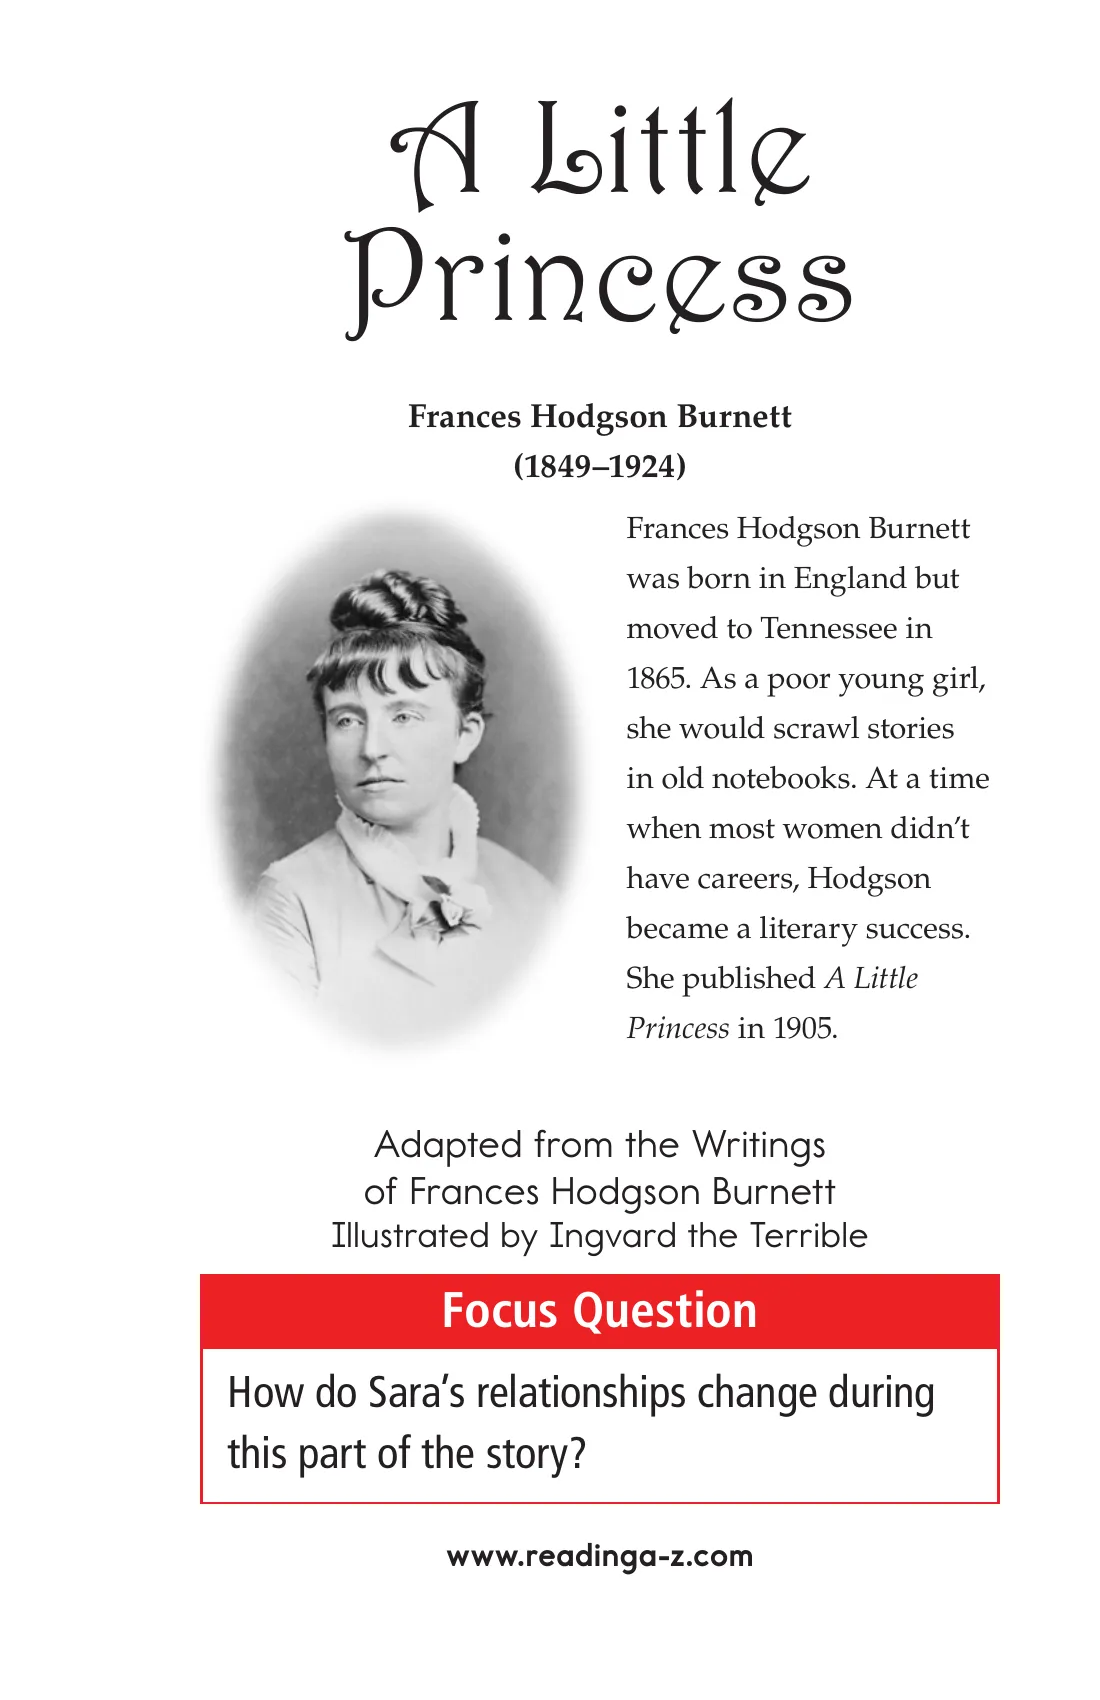 A Little
Princess
Frances Hodgson Burnett
(1849–1924)
Frances Hodgson Burnett
was born in England but
moved to Tennessee in
1865. As a poor young girl,
she would scrawl stories
in old notebooks. At a time
when most women didn’t
have careers, Hodgson
became a literary success.
She published A Little
Princess in 1905.
Adapted from the Writings
of Frances Hodgson Burnett
Illustrated by Ingvard the Terrible
Focus Question
How do Sara’s relationships change during
this part of the story?
www.readinga-z.com